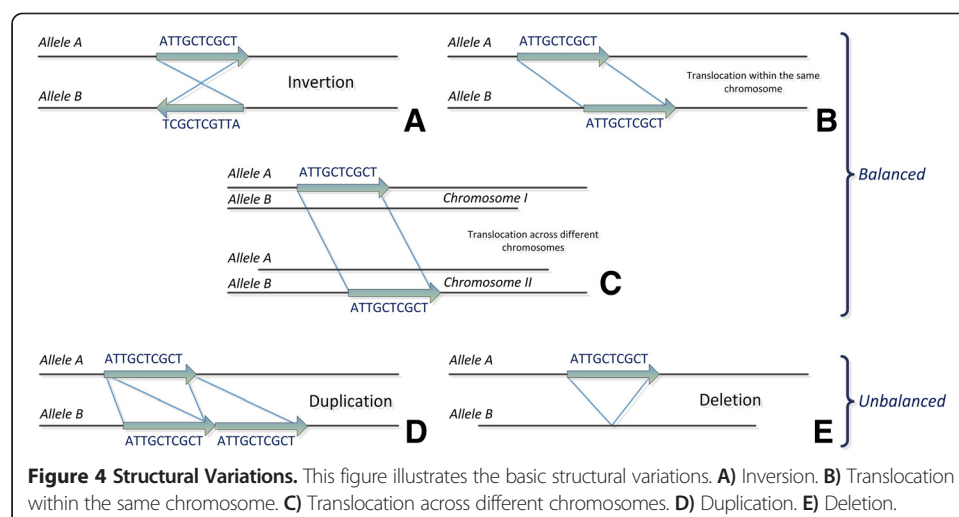 Allele A
ATTGCTCGCT
Invertion
Allele B
TCGCTCGTTA
A
Allele A
ATTGCTCGCT
Translocation within the same
chromosome
Allele B
ATTGCTCGCT
B
Balanced
ATTGCTCGCT
Allele A
Allele B
Chromosome I
Translocation across different
chromosomes
Allele A
Allele B
Chromosome II
ATTGCTCGCT
C
Allele A
ATTGCTCGCT
Duplication
Allele B
ATTGCTCGCT ATTGCTCGCT
D
Allele A
ATTGCTCGCT
Deletion
Allele B
E
Unbalanced
Figure 4 Structural Variations. This figure illustrates the basic structural variations. A) Inversion. B) Translocation
within the same chromosome. C) Translocation across different chromosomes. D) Duplication. E) Deletion.